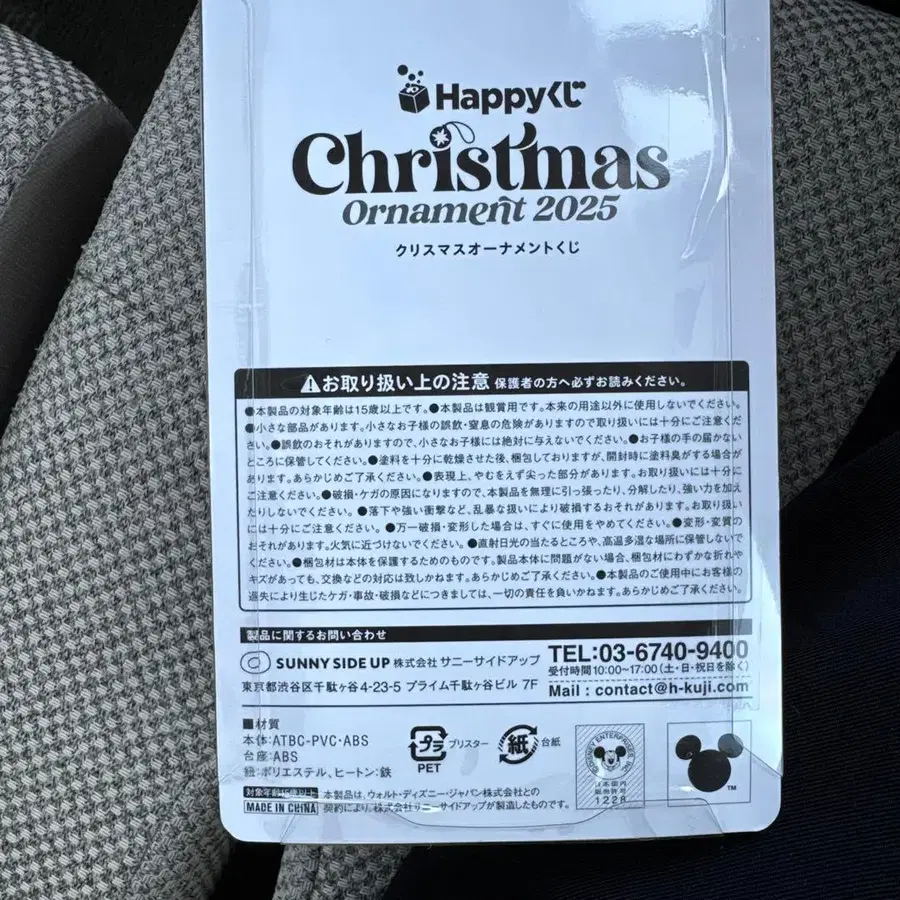 Happyくじ
Christmas
Ornament 2025
クリスマスオーナメントくじ
⚠お取り扱い上の注意 保護者の方へ必ずお読みください。
●本製品の対象年齢は15歳以上です。●本製品は観賞用です。本来の用途以外に使用しないでください。
●小さな部品があります。小さなお子様の誤飲・窒息の危険がありますので取り扱いには十分にご注意くださ
い。●誤飲のおそれがありますので、小さなお子様には絶対に与えないでください。●お子様の手の届かない
ところに保管してください。●塗料を十分に乾燥させた後、梱包しておりますが、開封時に塗料臭がする場合が
あります。あらかじめご了承ください。●表現上、やむをえず尖った部分があります。お取り扱いには十分に
ご注意ください。●破損・ケガの原因になりますので、本製品を無理に引っ張ったり、分解したり、強い力を加え
たりしないでください。●落下や強い衝撃など、乱暴な扱いにより破損するおそれがあります。お取り扱い
には十分にご注意ください。●万一破損・変形した場合は、すぐに使用をやめてください。●変形・変質の
おそれがあります。火気に近づけないでください。●直射日光の当たるところや、高温多湿な場所に保管しないで
ください。●梱包材は本体を保護するためのものです。製品本体に問題がない場合、梱包材にわずかな折れや
キズがあっても、交換などの対応は致しかねます。あらかじめご了承ください。●本製品のご使用中にお客様の
過失により生じたケガ・事故・破損などにつきましては、一切の責任を負いかねます。あらかじめご了承ください。
製品に関するお問い合わせ
SUNNY SIDE UP 株式会社 サニーサイドアップ
東京都渋谷区千駄ヶ谷4-23-5 プライム千駄ヶ谷ビル 7F
TEL:03-6740-9400
受付時間10:00~17:00(土・日・祝日を除く)
Mail : contact@h-kuji.com
■材質
本体:ATBC-PVC・ABS
台座:ABS
紐:ポリエステル、ヒートン:鉄
プラ ブリスター
PET
紙 台紙
対象年齢15歳以上
MADE IN CHINA
本製品は、ウォルト・ディズニー・ジャパン株式会社との
契約により、株式会社サニーサイドアップが製造したものです。
DISNEY ENTERPRISES
日本国内
販売許可
1228
TM